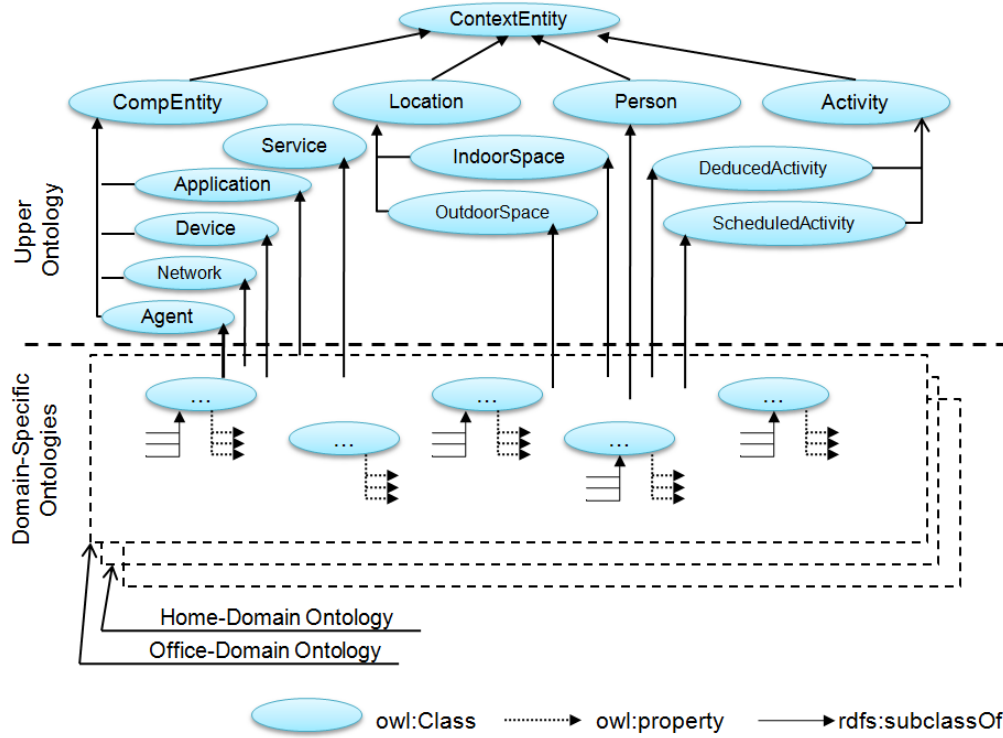 ContextEntity
CompEntity
Location
Person
Activity
Service
IndoorSpace
DeducedActivity
Application
OutdoorSpace
ScheduledActivity
Device
Network
Agent
Upper
Ontology
Domain-Specific
Ontologies
...
...
...
...
...
Home-Domain Ontology
Office-Domain Ontology
owl:Class
owl:property
rdfs:subclassOf